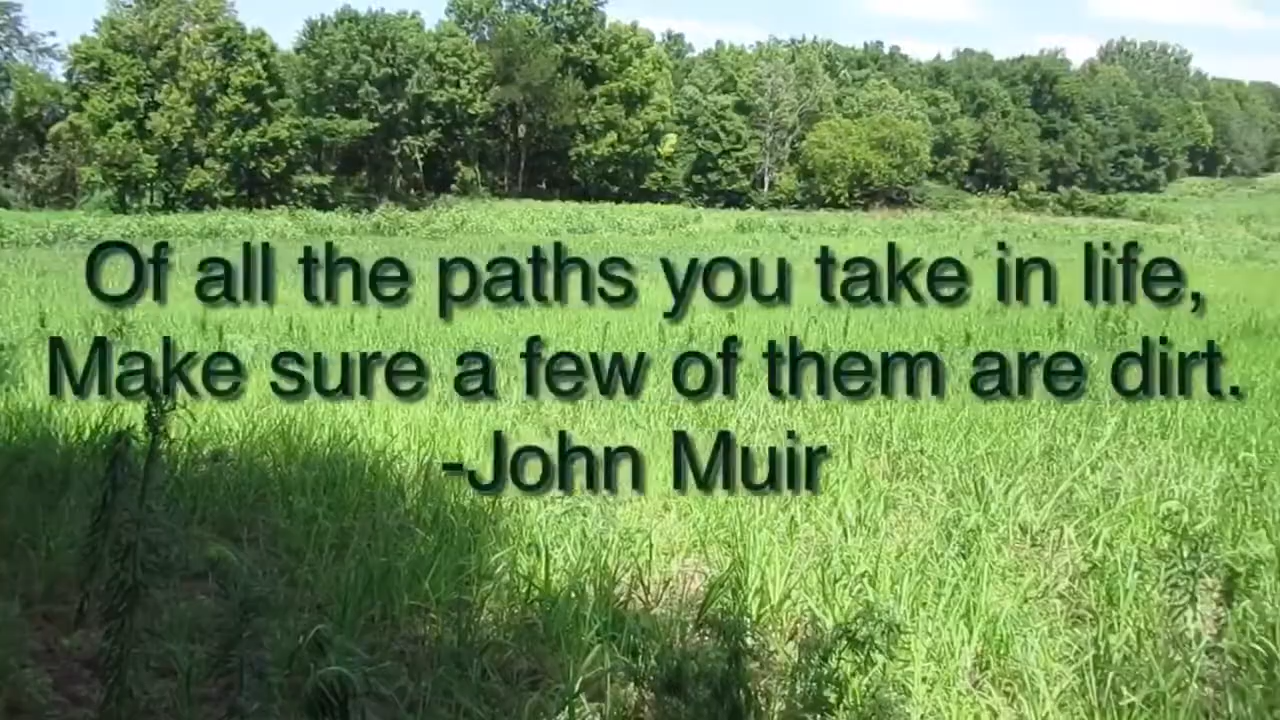 Of all the paths you take in life,
Make sure a few of them are dirt.
-John Muir